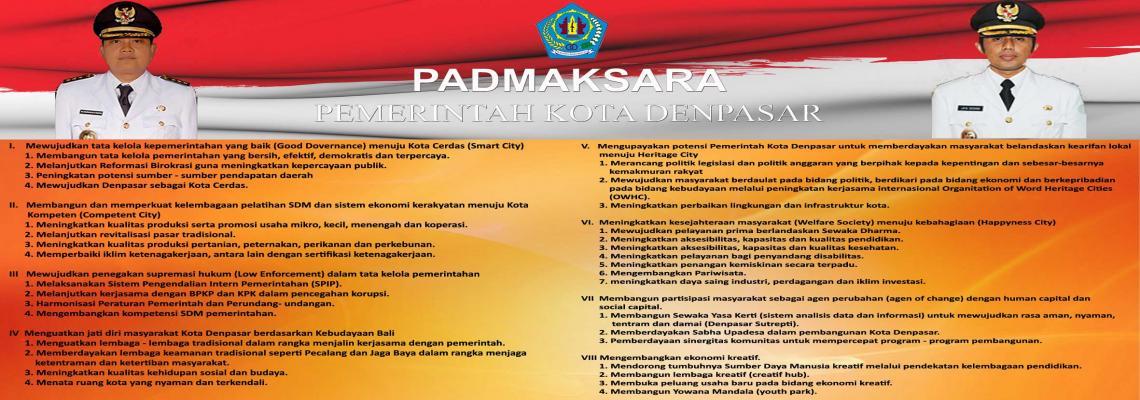 PADMAKSARA
PEMERINTAH KOTA DENPASAR
I. Mewujudkan tata kelola kepemerintahan yang baik (Good Dovernance) menuju Kota Cerdas (Smart City)
1. Membangun tata kelola pemerintahan yang bersih, efektif, demokratis dan terpercaya.
2. Melanjutkan Reformasi Birokrasi guna meningkatkan kepercayaan publik.
3. Peningkatan potensi sumber - sumber pendapatan daerah
4. Mewujudkan Denpasar sebagai Kota Cerdas.
II. Membangun dan memperkuat kelembagaan pelatihan SDM dan sistem ekonomi kerakyatan menuju Kota
Kompeten (Competent City)
1. Meningkatkan kualitas produksi serta promosi usaha mikro, kecil, menengah dan koperasi.
2. Melanjutkan revitalisasi pasar tradisional.
3. Meningkatkan kualitas produksi pertanian, peternakan, perikanan dan perkebunan.
4. Memperbaiki iklim ketenagakerjaan, antara lain dengan sertifikasi ketenagakerjaan.
III Mewujudkan penegakan supremasi hukum (Low Enforcement) dalam tata kelola pemerintahan
1. Melaksanakan Sistem Pengendalian Intern Pemerintah (SPIP).
2. Melanjutkan kerjasama dengan BPKP dan KPK dalam pencegahan korupsi.
3. Harmonisasi Peraturan Pemerintah dan Perundang- undangan.
4. Mengembangkan kompetensi SDM pemerintahan.
IV Menguatkan jati diri masyarakat Kota Denpasar berdasarkan Kebudayaan Bali
1. Menguatkan lembaga - lembaga tradisional dalam rangka menjalin kerjasama dengan pemerintah.
2. Memberdayakan lembaga keamanan tradisional seperti Pecalang dan Jaga Baya dalam rangka menjaga
ketentraman dan ketertiban masyarakat.
3. Meningkatkan kualitas kehidupan sosial dan budaya.
4. Menata ruang kota yang nyaman dan terkendali.
V. Mengupayakan potensi Pemerintah Kota Denpasar untuk memberdayakan masyarakat belandaskan kearifan lokal
menuju Heritage City
1. Merancang politik legislasi dan politik anggaran yang berpihak kepada kepentingan dan sebesar-besarnya
kemakmuran rakyat
2. Mewujudkan masyarakat berdaulat pada bidang politik, berdikari pada bidang ekonomi dan berkepribadian
pada bidang kebudayaan melalui peningkatan kerjasama internasional Organitation of Word Heritage Cities
(OWHC).
3. Meningkatkan perbaikan lingkungan dan infrastruktur kota.
VI. Meningkatkan kesejahteraan masyarakat (Welfare Society) menuju kebahagiaan (Happyness City)
1. Mewujudkan pelayanan prima berlandaskan Sewaka Dharma.
2. Meningkatkan aksesibilitas, kapasitas dan kualitas pendidikan.
3. Meningkatkan aksesibilitas, kapasitas dan kualitas kesehatan.
4. Meningkatkan pelayanan bagi penyandang disabilitas.
5. Meningkatkan penangan kemiskinan secara terpadu.
6. Mengembangkan Pariwisata.
7. meningkatkan daya saing industri, perdagangan dan iklim investasi.
VII Membangun partisipasi masyarakat sebagai agen perubahan (agen of change) dengan human capital dan
social capital.
1. Membangun Sewaka Yasa Kerti (sistem analisis data dan informasi) untuk mewujudkan rasa aman, nyaman,
tentram dan damai (Denpasar Sutrepti).
2. Memberdayakan Sabha Upadesa dalam pembangunan Kota Denpasar.
3. Pemberdayaan sinergitas komunitas untuk mempercepat program - program pembangunan.
VIII Mengembangkan ekonomi kreatif.
1. Mendorong tumbuhnya Sumber Daya Manusia kreatif melalui pendekatan kelembagaan pendidikan.
2. Membangun lembaga kreatif (creatif hub).
3. Membuka peluang usaha baru pada bidang ekonomi kreatif.
4. Membangun Yowana Mandala (youth park).